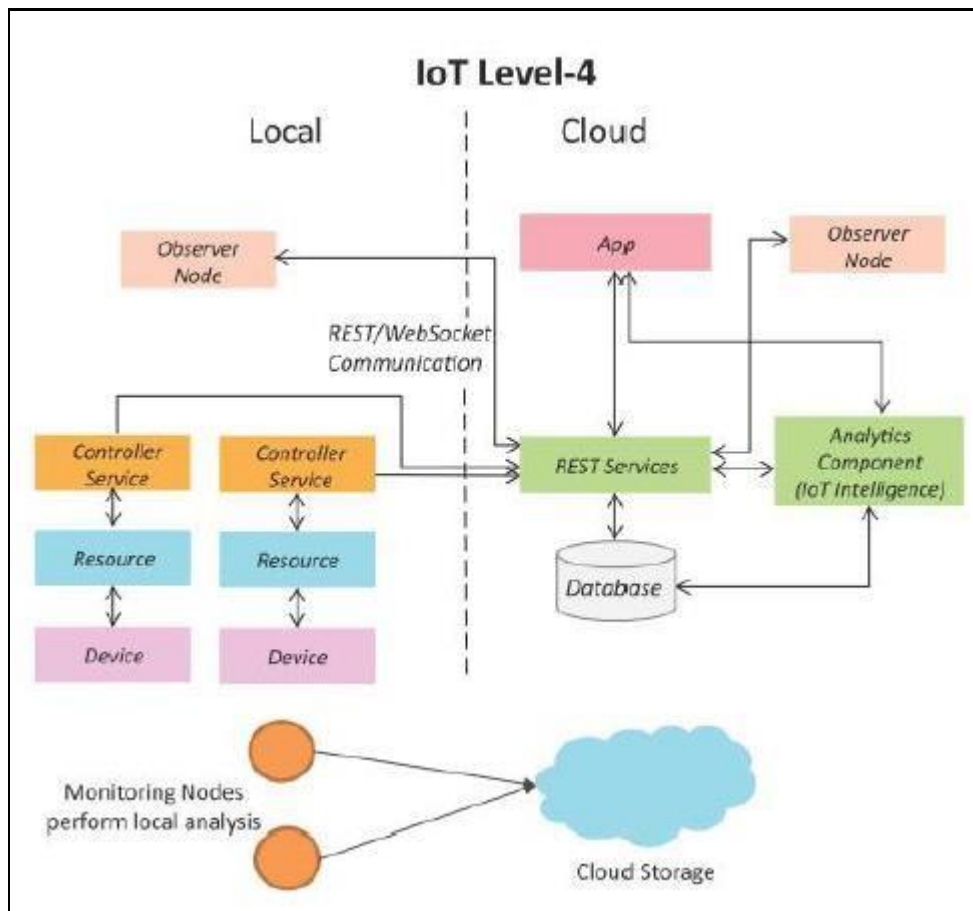 IoT Level-4
Local
Cloud
Observer
Node
App
Observer
Node
REST/WebSocket
Communication
Controller
Service
Controller
Service
REST Services
Analytics
Component
(IoT Intelligence)
Resource
Resource
Database
Device
Device
Monitoring Nodes
perform local analysis
Cloud Storage